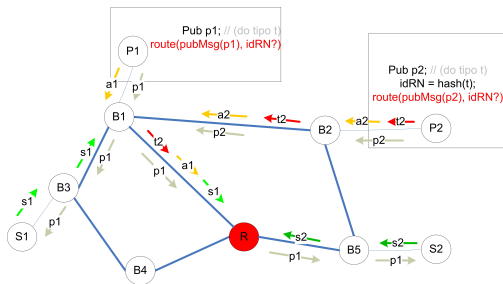 Pub p1; // (do tipo t)
route(pubMsg(p1), idRN?)
P1
a1
p1
Pub p2; // (do tipo t)
idRN = hash(t);
route(pubMsg(p2), idRN?)
B1
a2
t2
p2
B2
a2
t2
p2
P2
s1
p1
t2
a1
s1
p1
B3
s1
p1
S1
R
s2
p1
B5
s2
p1
S2
B4